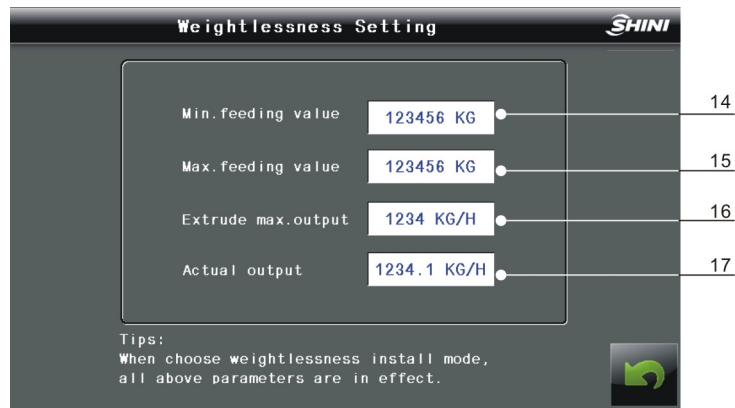 Weightlessness Setting
SHINI
Min.feeding value 123456 KG 14
Max.feeding value 123456 KG 15
Extrude max.output 1234 KG/H 16
Actual output 1234.1 KG/H 17
Tips:
When choose weightlessness install mode,
all above parameters are in effect.